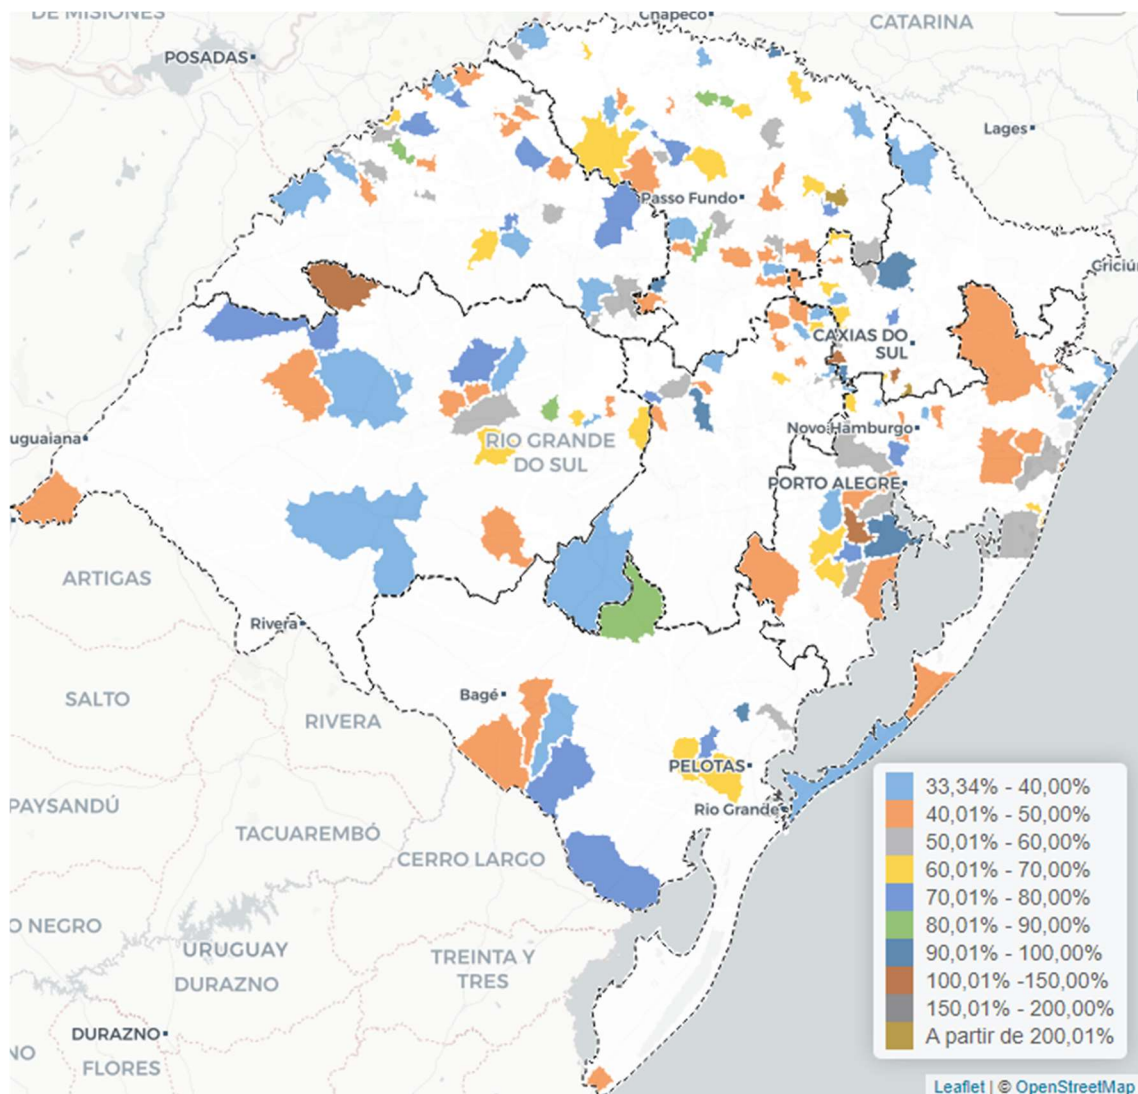 DE MISIONES
Chapecó
CATARINA
POSADAS
Lages
Passo Fundo
Criciú
CAXIAS DO
SUL
uguaiana
Novo Hamburgo
RIO GRANDE
DO SUL
PORTO ALEGRE
ARTIGAS
Rivera
SALTO
Bagé
RIVERA
PELOTAS
PAYSANDÚ
Rio Grande
TACUAREMBÓ
CERRO LARGO
O NEGRO
URUGUAY
DURAZNO
TREINTA Y
TRES
DURAZNO
NO
FLORES
33,34% - 40,00%
40,01% - 50,00%
50,01% - 60,00%
60,01% - 70,00%
70,01% - 80,00%
80,01% - 90,00%
90,01% - 100,00%
100,01% -150,00%
150,01% - 200,00%
A partir de 200,01%
Leaflet | © OpenStreetMap